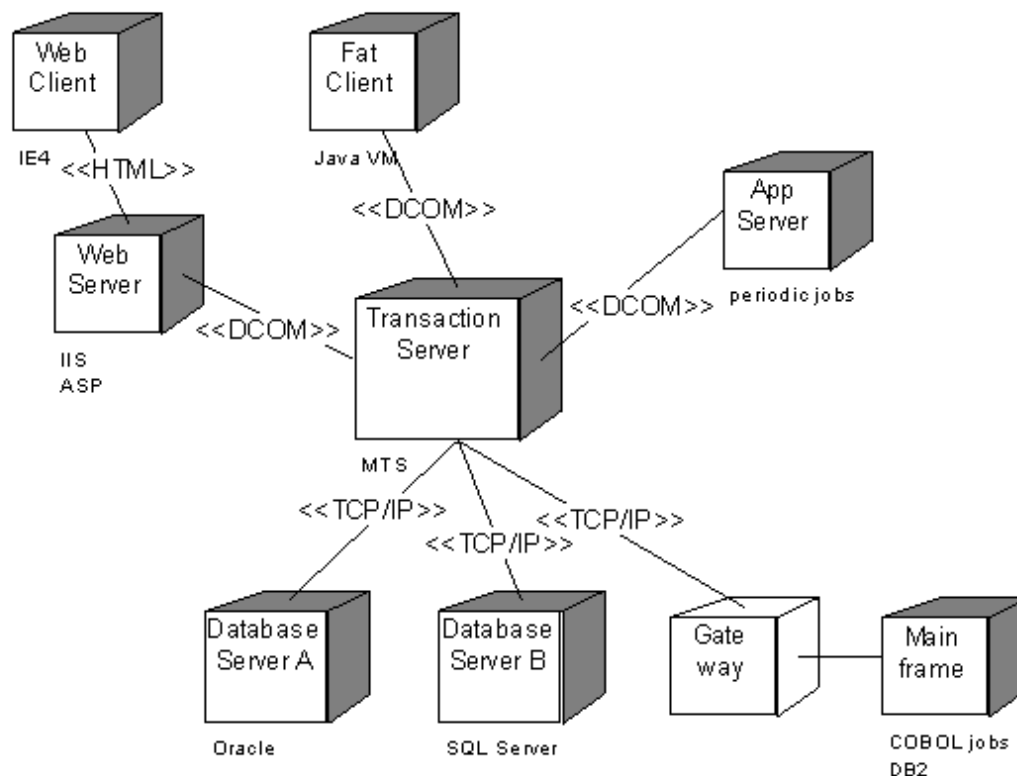 Web
Client
Fat
Client
IE4
Java VM
<<HTML>>
<<DCOM>>
App
Server
Web
Server
periodic jobs
<<DCOM>>
<<DCOM>>
Transaction
Server
IIS
ASP
MTS
<<TCP/IP>>
<<TCP/IP>>
<<TCP/IP>>
Database
Server A
Database
Server B
Gate
way
Main
frame
Oracle
SQL Server
COBOL jobs
DB2